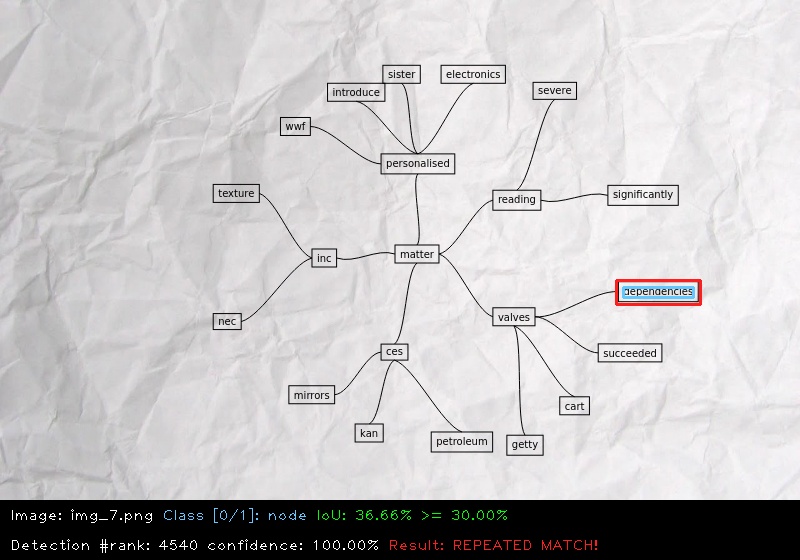 sister
electronics
introduce
severe
wwf
personalised
texture
reading
significantly
matter
inc
dependencies
nec
valves
ces
succeeded
mirrors
cart
kan
petroleum
getty
Image: img_7.png Class [0/1]: node IoU: 36.66% >= 30.00%
Detection #rank: 4540 confidence: 100.00% Result: REPEATED MATCH!